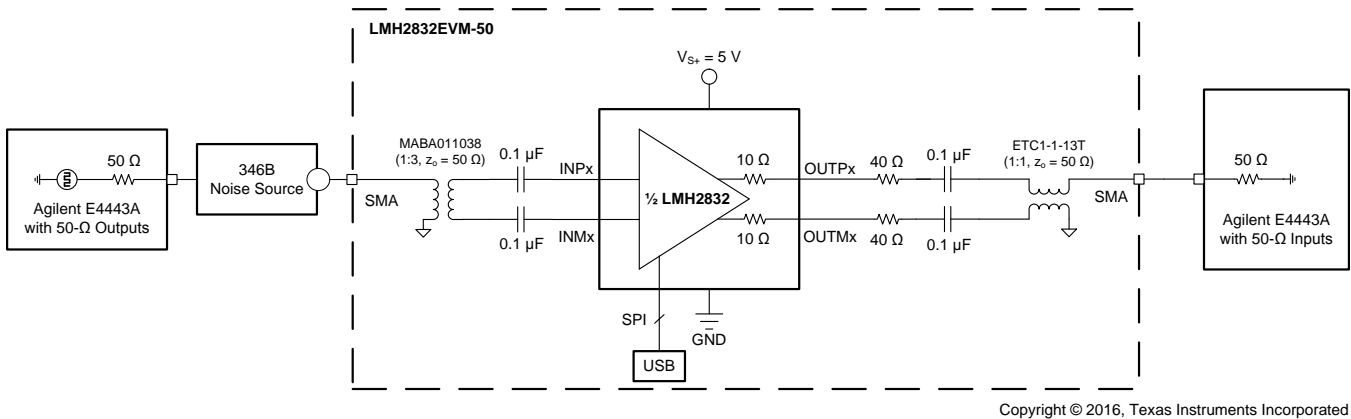 LMH2832EVM-50
V_S+ = 5 V
50 Ω
Agilent E4443A
with 50-Ω Outputs
346B
Noise Source
SMA
MABA011038
(1:3, z_o = 50 Ω)
0.1 µF
0.1 µF
INPx
INMx
½ LMH2832
10 Ω
10 Ω
OUTPx
OUTMx
40 Ω
40 Ω
0.1 µF
0.1 µF
ETC1-1-13T
(1:1, z_o = 50 Ω)
SMA
50 Ω
Agilent E4443A
with 50-Ω Inputs
SPI
USB
GND
Copyright © 2016, Texas Instruments Incorporated